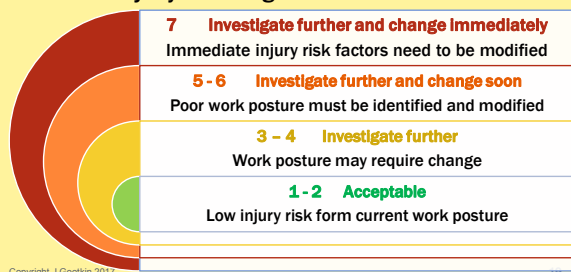 7 Investigate further and change immediately
Immediate injury risk factors need to be modified
5 - 6 Investigate further and change soon
Poor work posture must be identified and modified
3 – 4 Investigate further
Work posture may require change
1 - 2 Acceptable
Low injury risk form current work posture